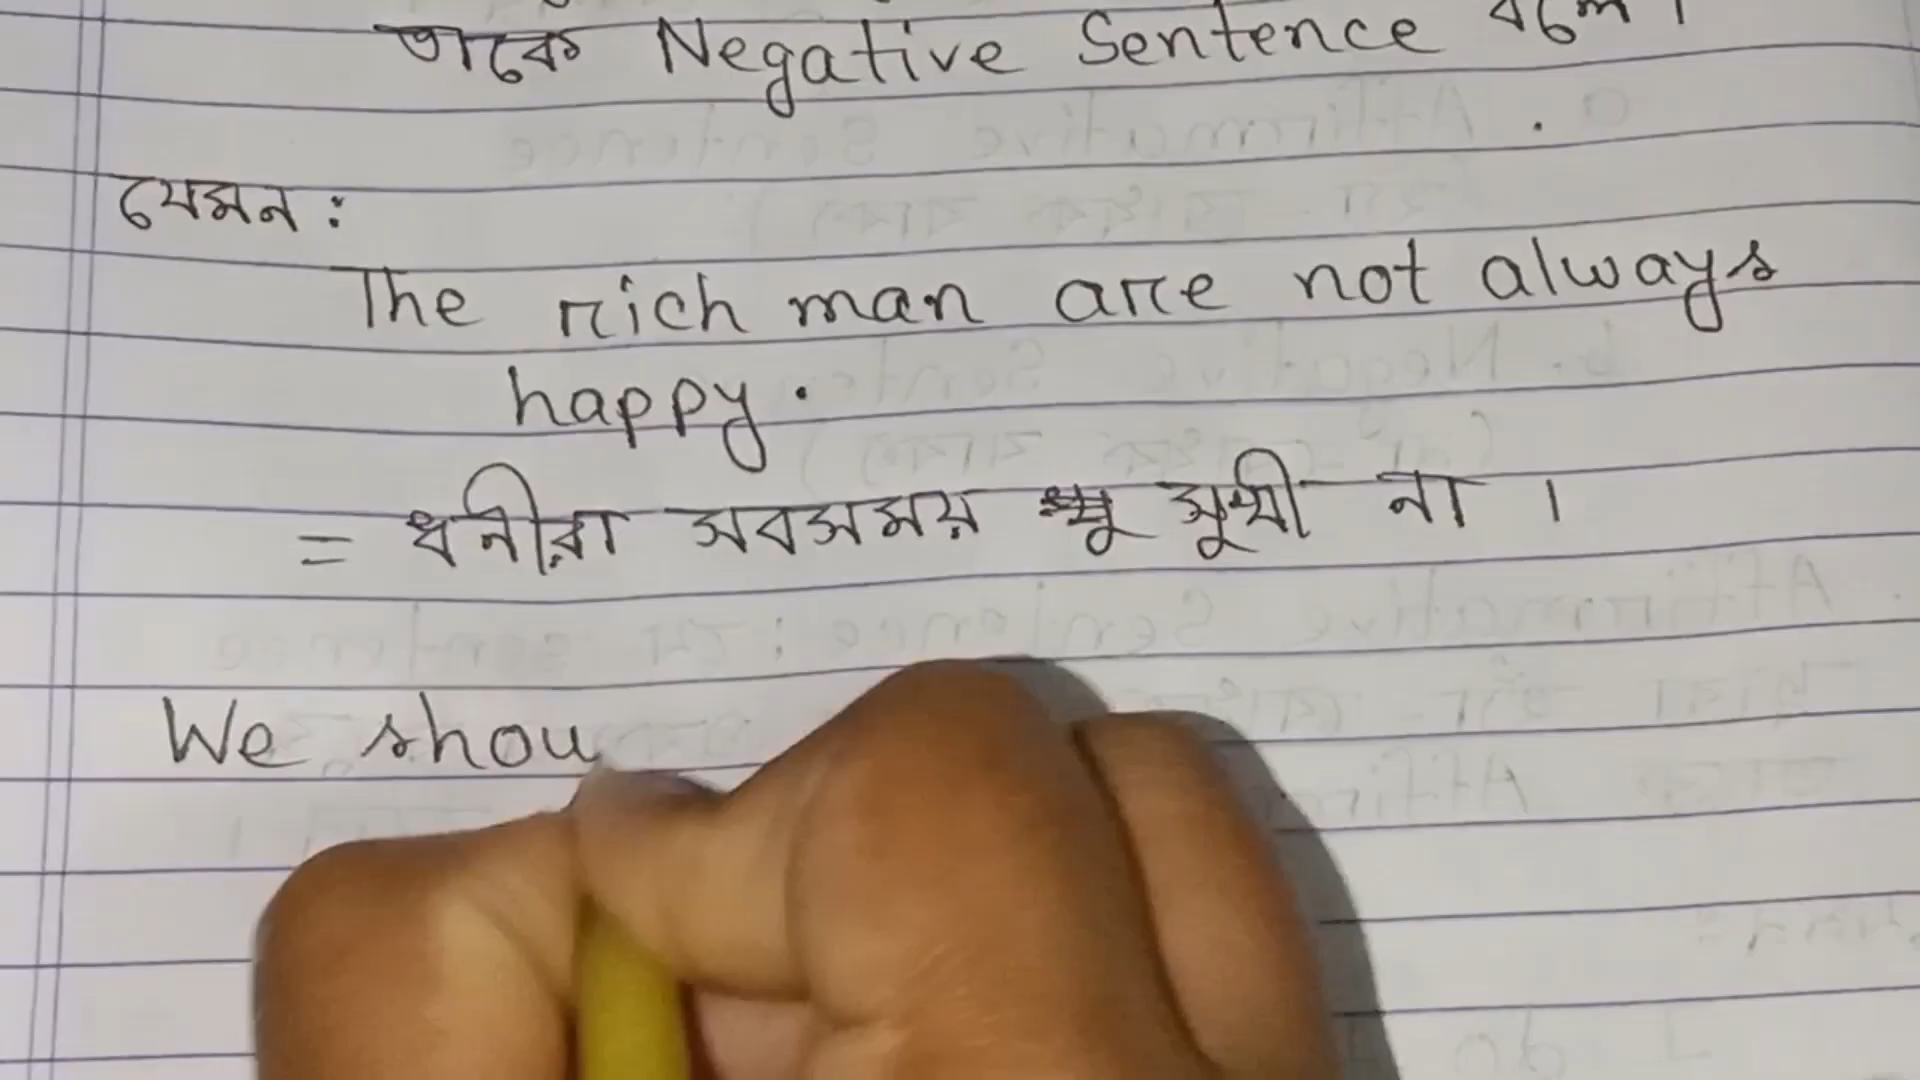 তাকে Negative Sentence বলে।
যেমন:
The rich man are not always
happy.
= ধনীরা সবসময় সুখী না।
We shou